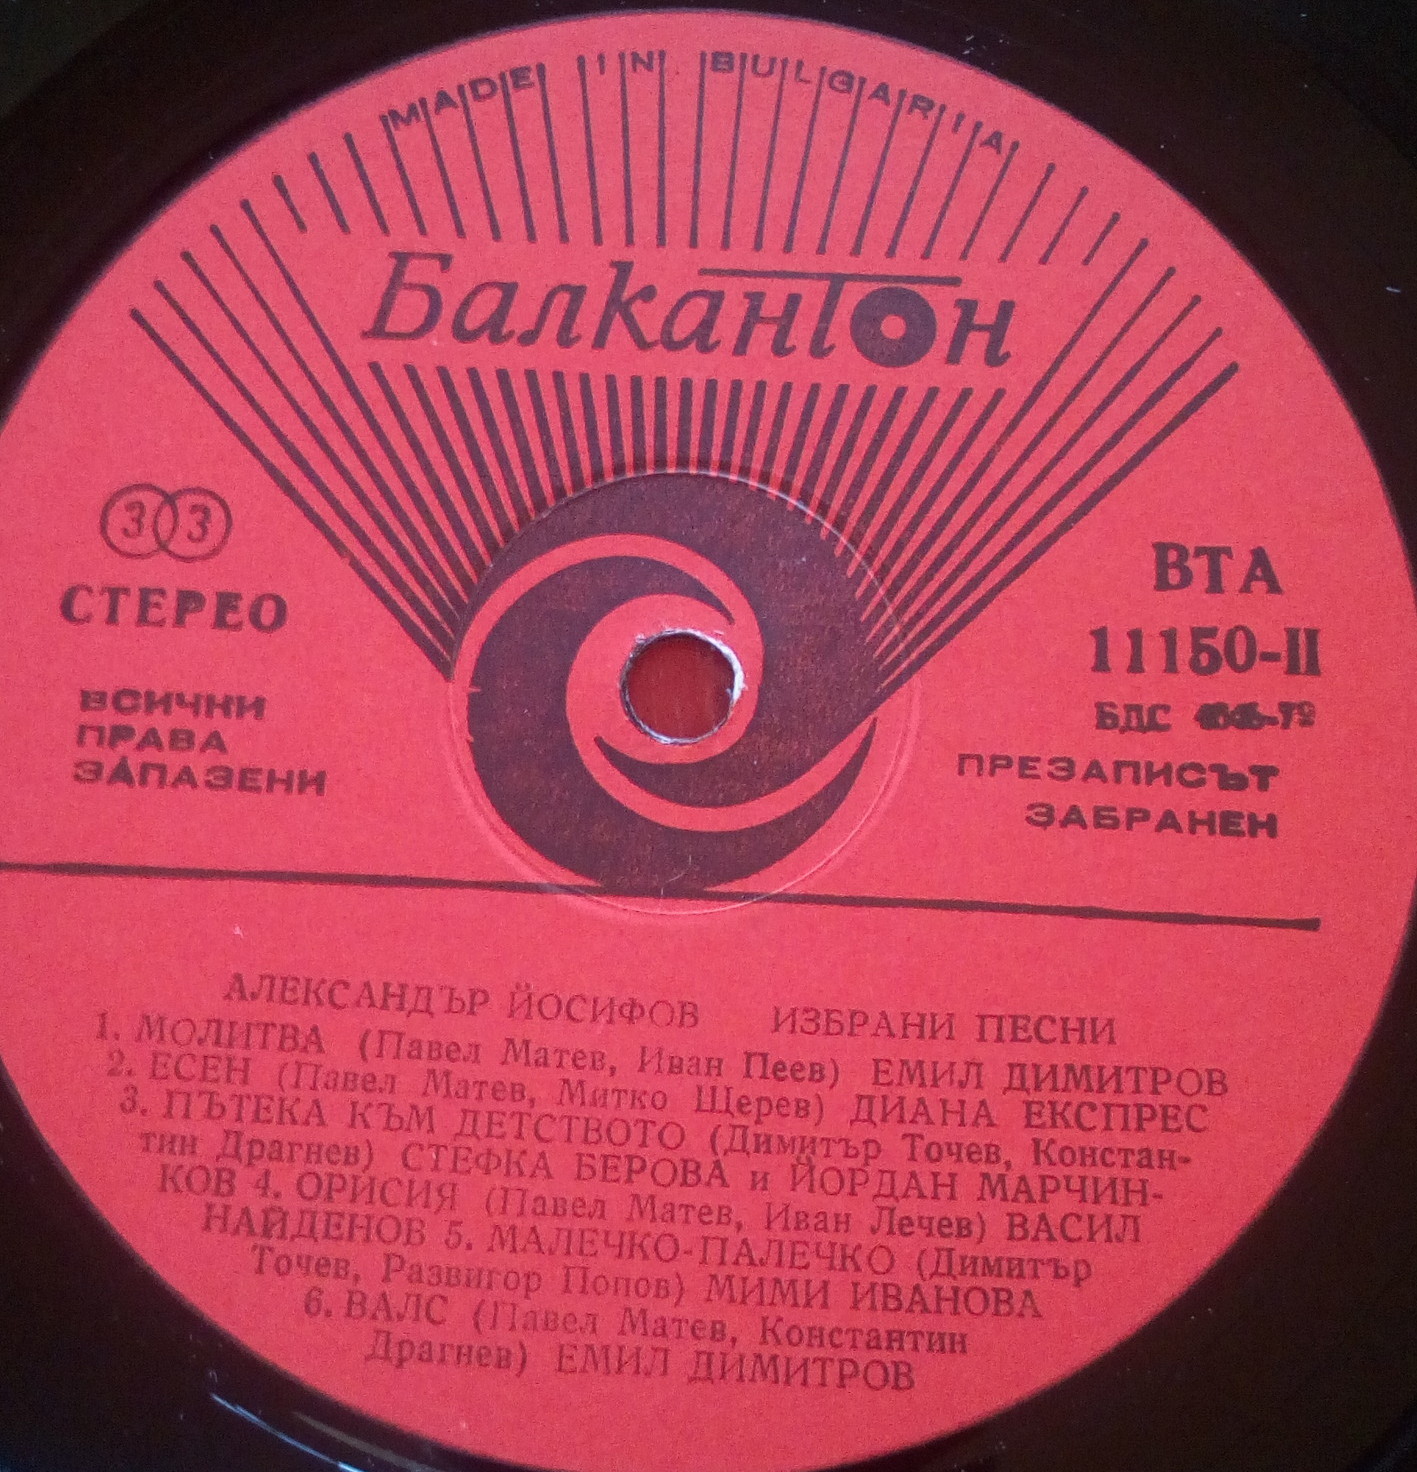 MADE IN BULGARIA
Балкантон
33
СТЕРЕО
ВСИЧКИ
ПРАВА
ЗАПАЗЕНИ
ВТА
11150-II
БДС
ПРЕЗАПИСЪТ
ЗАБРАНЕН
АЛЕКСАНДЪР ЙОСИФОВ ИЗБРАНИ ПЕСНИ
1. МОЛИТВА (Павел Матев, Иван Пеев) ЕМИЛ ДИМИТРОВ
2. ЕСЕН (Павел Матев, Митко Щерев) ДИАНА ЕКСПРЕС
3. ПЪТЕКА КЪМ ДЕТСТВОТО (Димитър Точев, Констан-
тин Драгнев) СТЕФКА БЕРОВА и ЙОРДАН МАРЧИН-
КОВ 4. ОРИСИЯ (Павел Матев, Иван Лечев) ВАСИЛ
НАЙДЕНОВ 5. МАЛЕЧКО-ПАЛЕЧКО (Димитър
Точев, Развигор Попов) МИМИ ИВАНОВА
6. ВАЛС (Павел Матев, Константин
Драгнев) ЕМИЛ ДИМИТРОВ